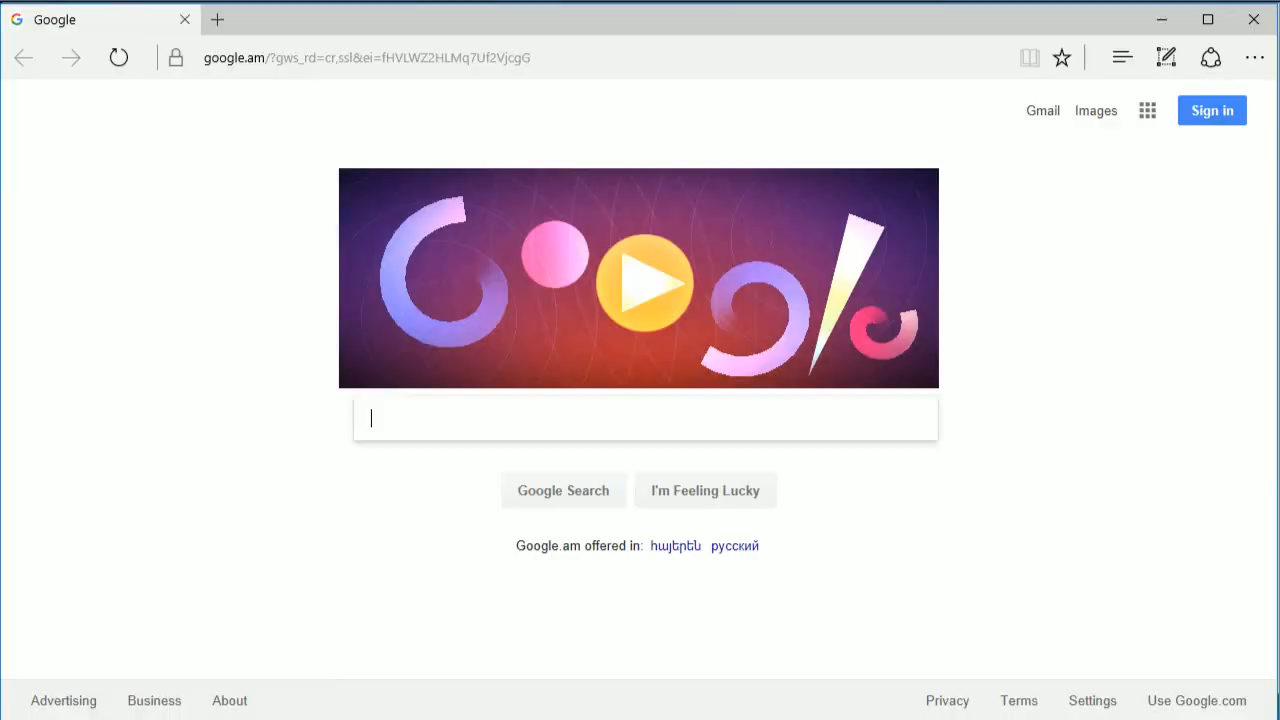 Google
google.am/?gws_rd=cr,ssl&ei=fHVLWZ2HLMq7Uf2VjcgG
Gmail Images Sign in
Google
Google Search I'm Feeling Lucky
Google.am offered in: հայերեն русский
Advertising Business About Privacy Terms Settings Use Google.com